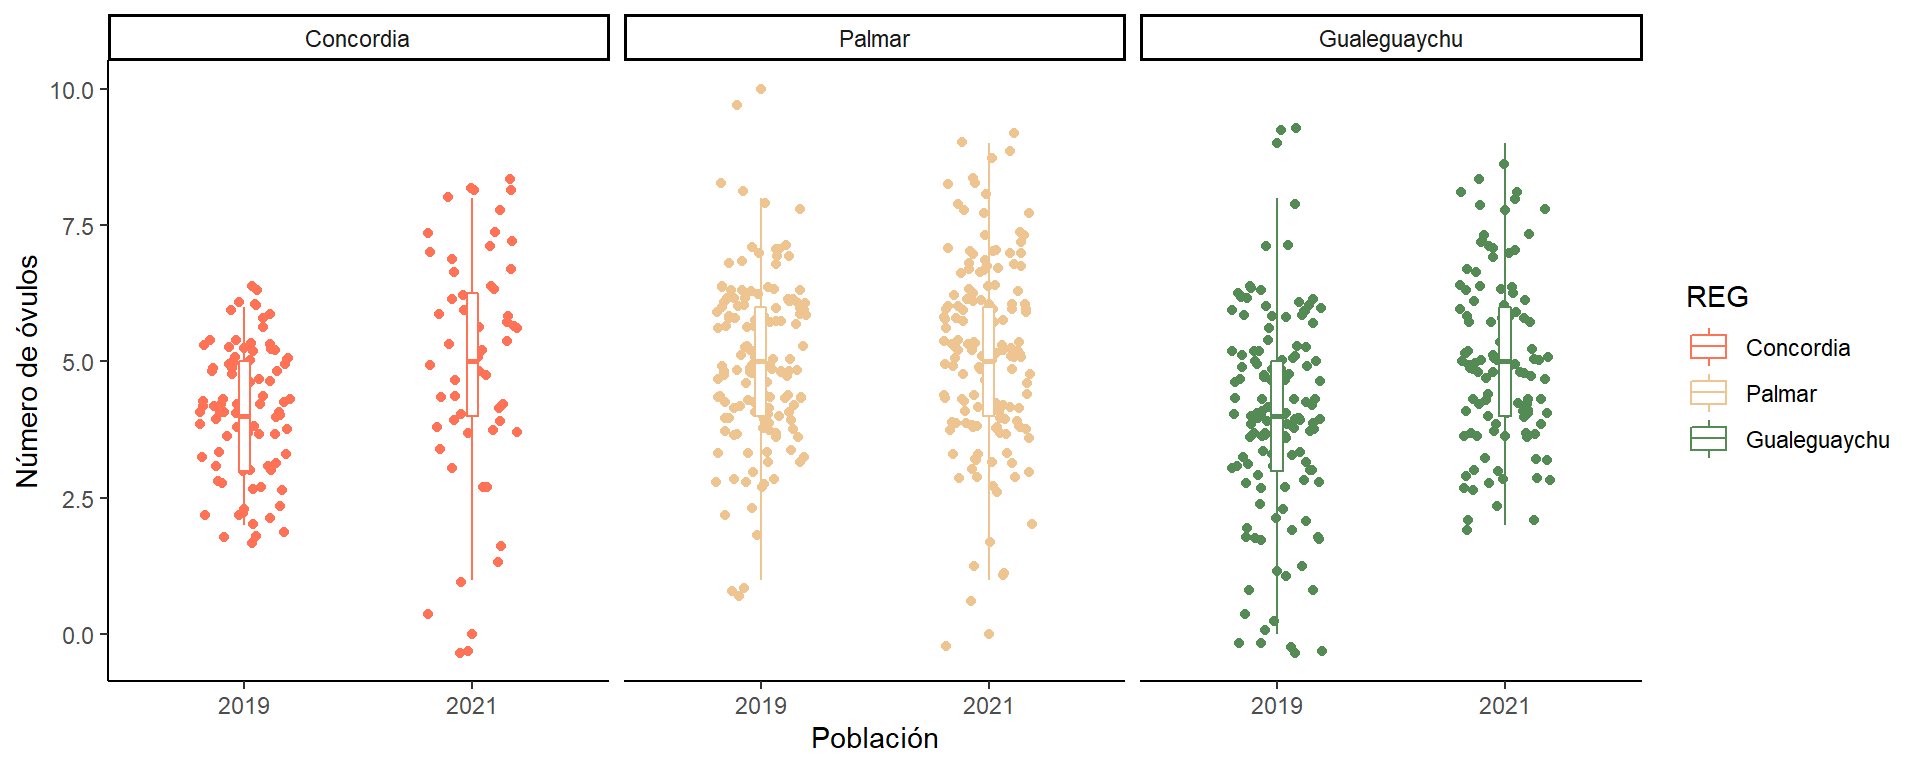 Concordia
Palmar
Gualeguaychu
10.0
7.5
5.0
2.5
0.0
Número de óvulos
2019
2021
2019
2021
2019
2021
Población
REG
Concordia
Palmar
Gualeguaychu